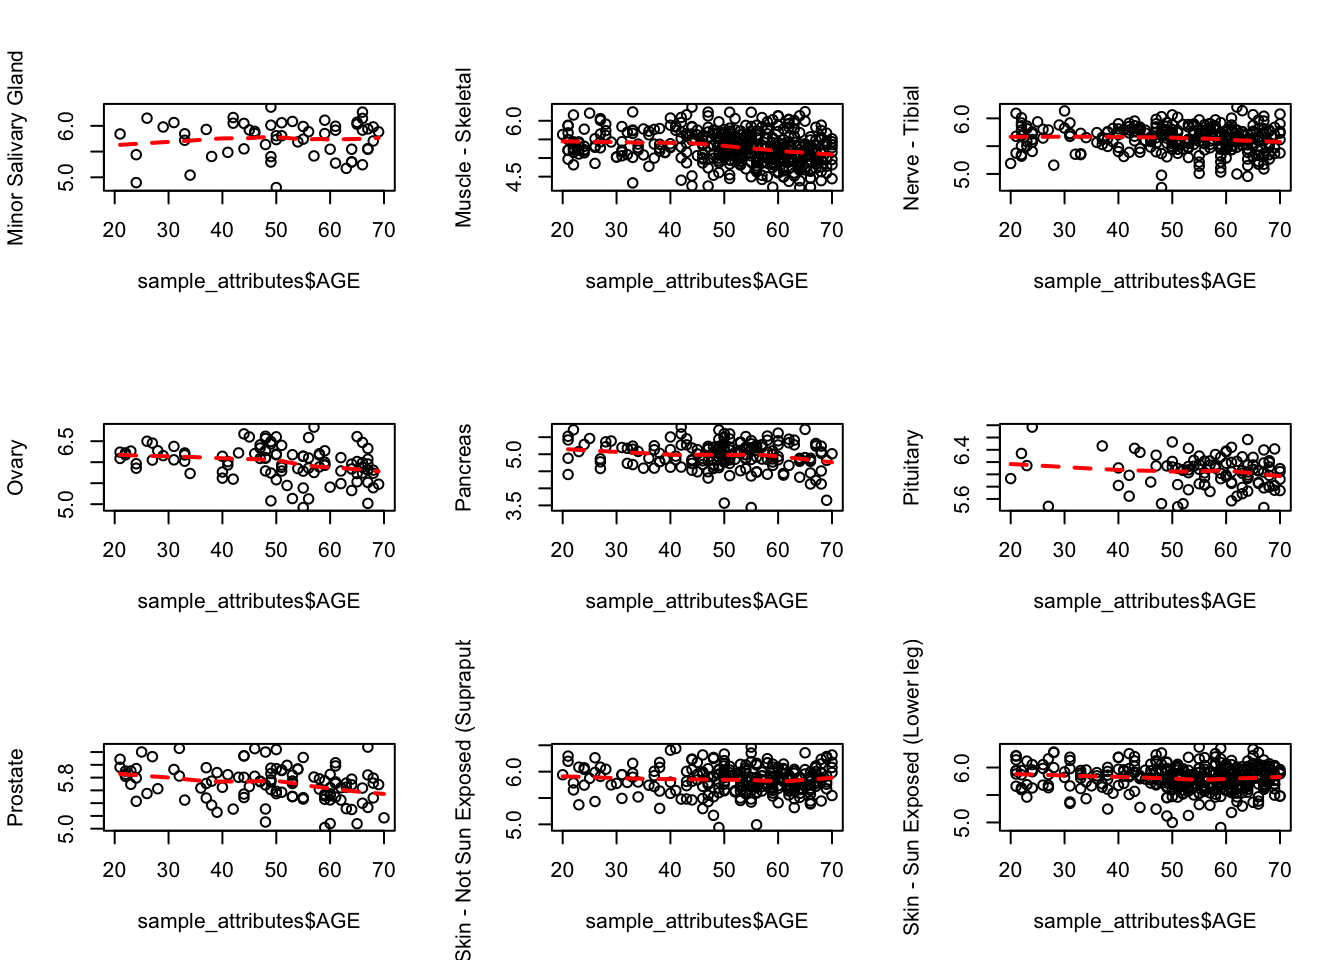 Minor Salivary Gland
6.0
5.0
20 30 40 50 60 70
sample_attributes$AGE
Muscle - Skeletal
6.0
4.5
20 30 40 50 60 70
sample_attributes$AGE
Nerve - Tibial
6.0
5.0
20 30 40 50 60 70
sample_attributes$AGE
Ovary
6.5
5.0
20 30 40 50 60 70
sample_attributes$AGE
Pancreas
5.0
3.5
20 30 40 50 60 70
sample_attributes$AGE
Pituitary
6.4
5.6
20 30 40 50 60 70
sample_attributes$AGE
Prostate
5.8
5.0
20 30 40 50 60 70
sample_attributes$AGE
Skin - Not Sun Exposed (Suprapub
6.0
5.0
20 30 40 50 60 70
sample_attributes$AGE
Skin - Sun Exposed (Lower leg)
6.0
5.0
20 30 40 50 60 70
sample_attributes$AGE